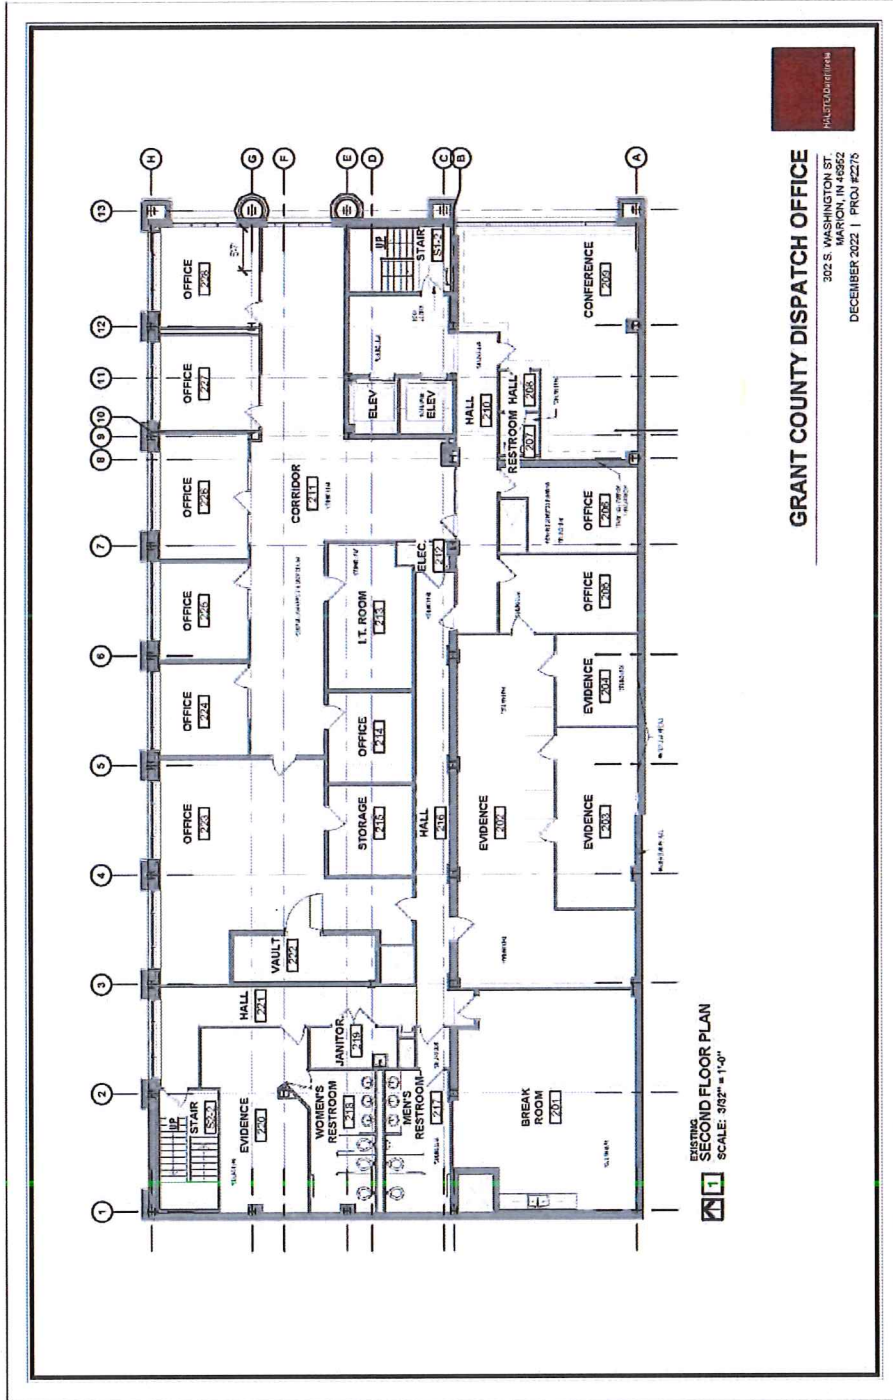 H
G
F
E
D
C
B
A
13
12
11
10
9
8
7
6
5
4
3
2
1
OFFICE
228
OFFICE
227
OFFICE
226
OFFICE
225
OFFICE
224
OFFICE
223
CORRIDOR
211
UP
STAIR
S1-2
ELEV
ELEV
HALL
210
RESTROOM
207
HALL
208
CONFERENCE
209
ELEC.
212
I.T. ROOM
213
OFFICE
214
STORAGE
215
HALL
216
OFFICE
206
OFFICE
205
EVIDENCE
204
EVIDENCE
203
EVIDENCE
202
VAULT
222
HALL
221
JANITOR
219
UP
STAIR
S2-2
EVIDENCE
220
WOMEN'S
RESTROOM
218
MEN'S
RESTROOM
217
BREAK
ROOM
201
1
EXISTING
SECOND FLOOR PLAN
SCALE: 3/32" = 1'-0"
GRANT COUNTY DISPATCH OFFICE
302 S. WASHINGTON ST.
MARION, IN 46952
DECEMBER 2022 | PROJ #2275